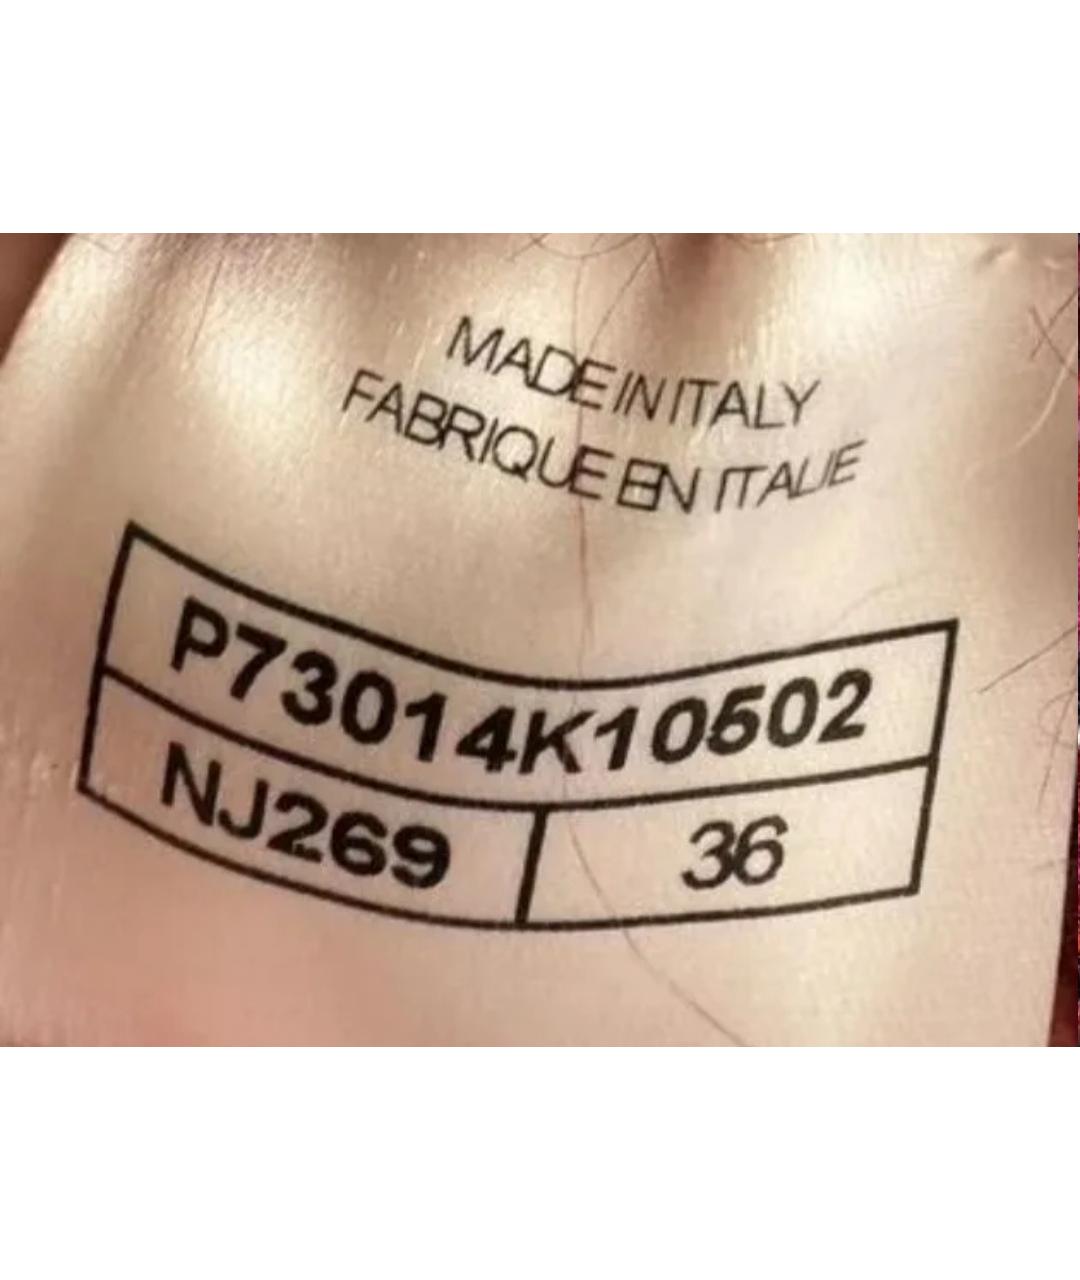 MADE IN ITALY
FABRIQUE EN ITALIE
P73014K10502
NJ269 36